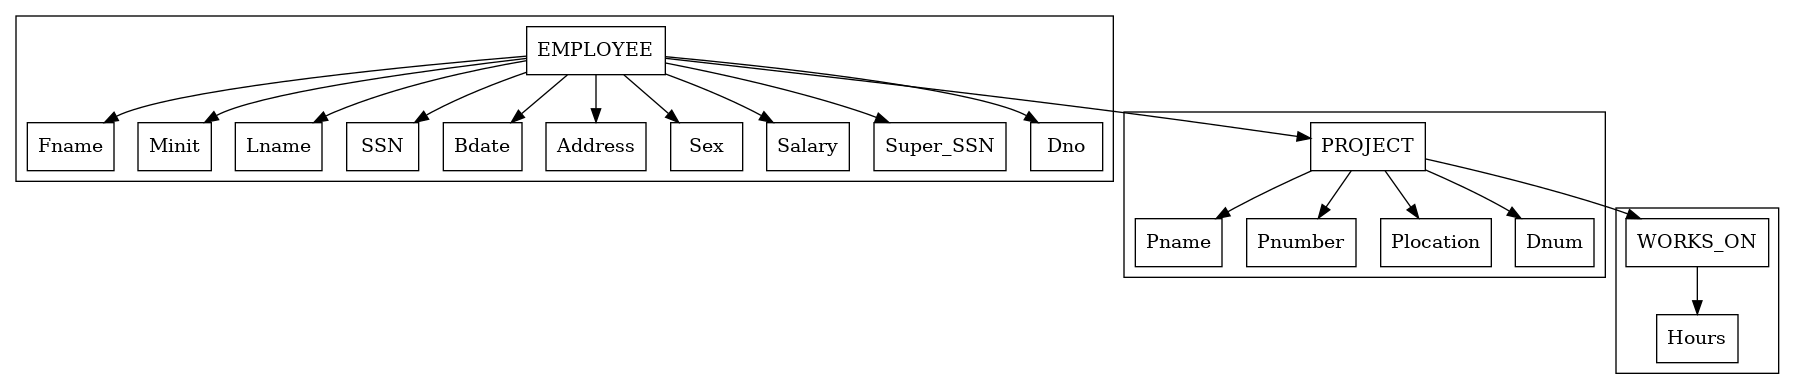 EMPLOYEE
Fname Minit Lname SSN Bdate Address Sex Salary Super_SSN Dno PROJECT
Pname Pnumber Plocation Dnum WORKS_ON
Hours